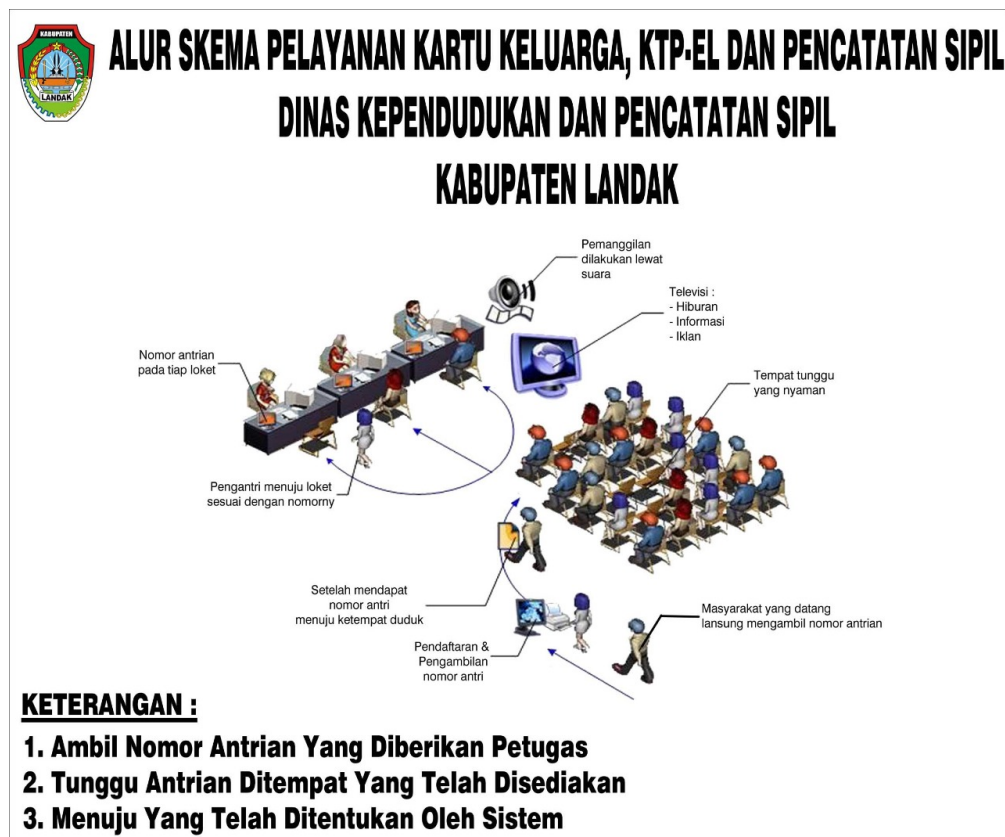 KABUPATEN
LANDAK
ALUR SKEMA PELAYANAN KARTU KELUARGA, KTP-EL DAN PENCATATAN SIPIL
DINAS KEPENDUDUKAN DAN PENCATATAN SIPIL
KABUPATEN LANDAK
Pemanggilan
dilakukan lewat
suara
Televisi :
- Hiburan
- Informasi
- Iklan
Nomor antrian
pada tiap loket
Tempat tunggu
yang nyaman
Pengantri menuju loket
sesuai dengan nomorny
Setelah mendapat
nomor antri
menuju ketempat duduk
Masyarakat yang datang
lansung mengambil nomor antrian
Pendaftaran &
Pengambilan
nomor antri
KETERANGAN :
1. Ambil Nomor Antrian Yang Diberikan Petugas
2. Tunggu Antrian Ditempat Yang Telah Disediakan
3. Menuju Yang Telah Ditentukan Oleh Sistem